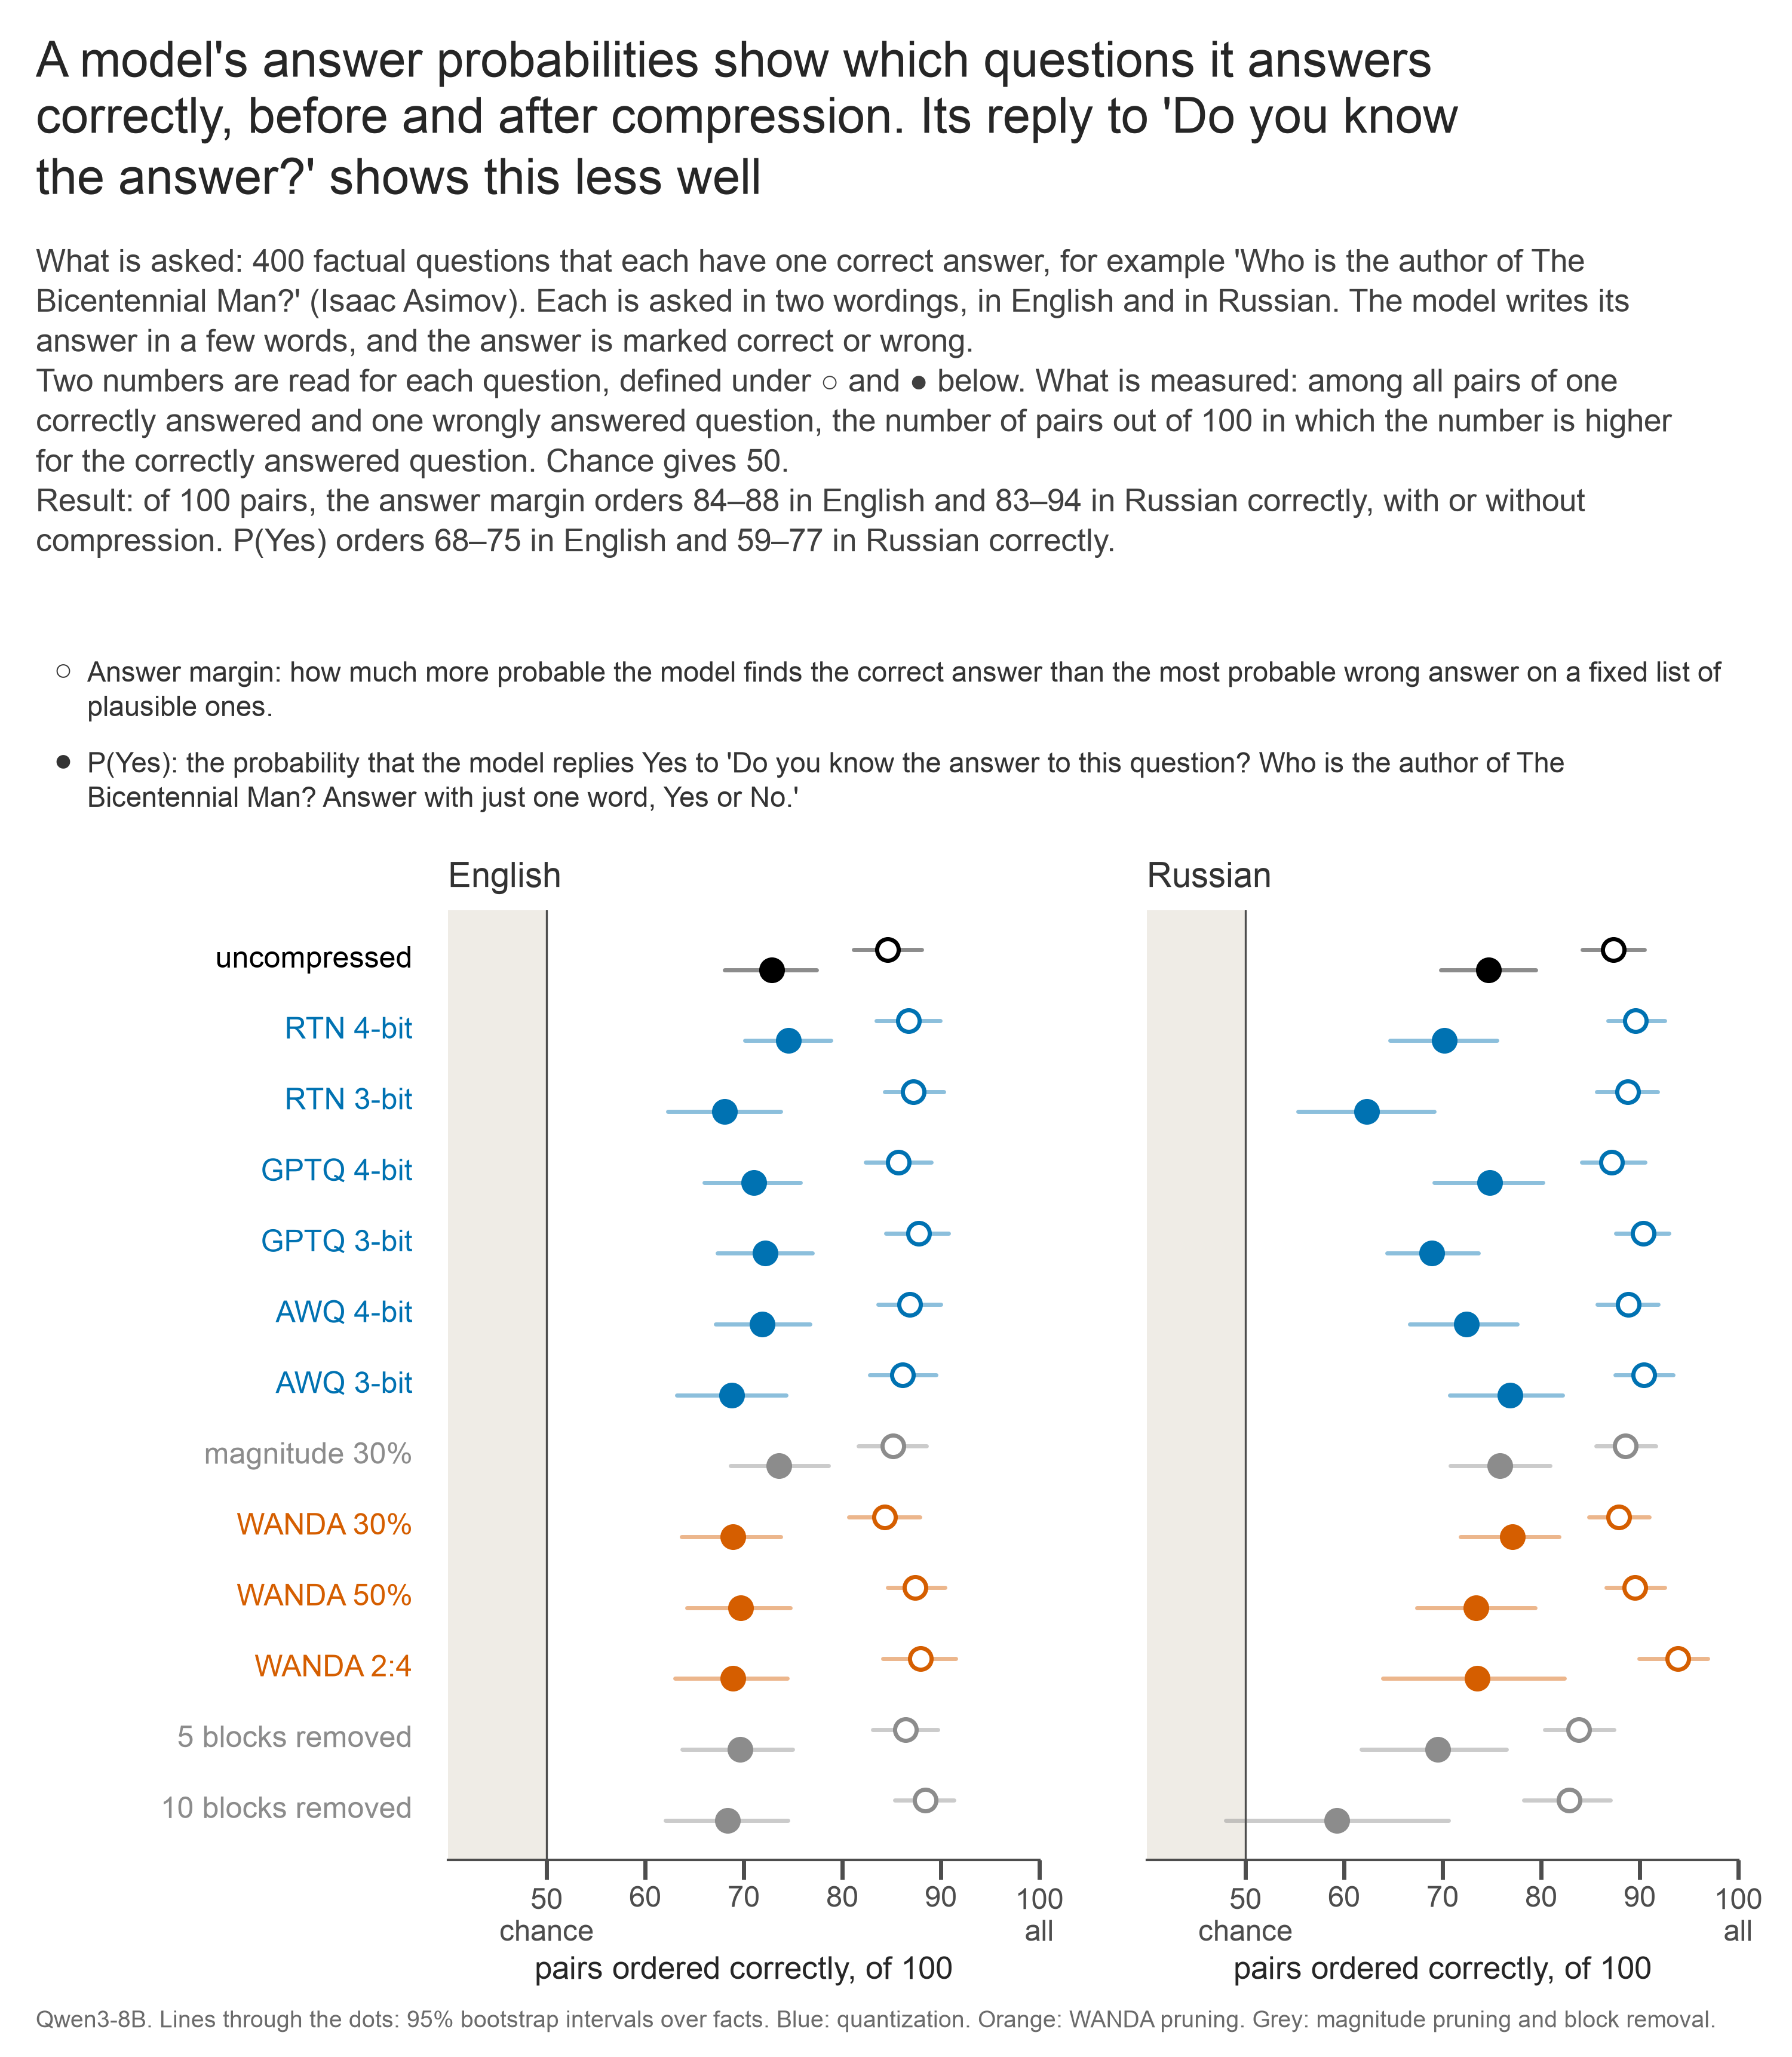 A model's answer probabilities show which questions it answers
correctly, before and after compression. Its reply to 'Do you know
the answer?' shows this less well
What is asked: 400 factual questions that each have one correct answer, for example 'Who is the author of The
Bicentennial Man?' (Isaac Asimov). Each is asked in two wordings, in English and in Russian. The model writes its
answer in a few words, and the answer is marked correct or wrong.
Two numbers are read for each question, defined under ○ and ● below. What is measured: among all pairs of one
correctly answered and one wrongly answered question, the number of pairs out of 100 in which the number is higher
for the correctly answered question. Chance gives 50.
Result: of 100 pairs, the answer margin orders 84–88 in English and 83–94 in Russian correctly, with or without
compression. P(Yes) orders 68–75 in English and 59–77 in Russian correctly.
○ Answer margin: how much more probable the model finds the correct answer than the most probable wrong answer on a fixed list of
plausible ones.
● P(Yes): the probability that the model replies Yes to 'Do you know the answer to this question? Who is the author of The
Bicentennial Man? Answer with just one word, Yes or No.'
English
Russian
uncompressed
RTN 4-bit
RTN 3-bit
GPTQ 4-bit
GPTQ 3-bit
AWQ 4-bit
AWQ 3-bit
magnitude 30%
WANDA 30%
WANDA 50%
WANDA 2:4
5 blocks removed
10 blocks removed
50 60 70 80 90 100
chance all
pairs ordered correctly, of 100
50 60 70 80 90 100
chance all
pairs ordered correctly, of 100
Qwen3-8B. Lines through the dots: 95% bootstrap intervals over facts. Blue: quantization. Orange: WANDA pruning. Grey: magnitude pruning and block removal.